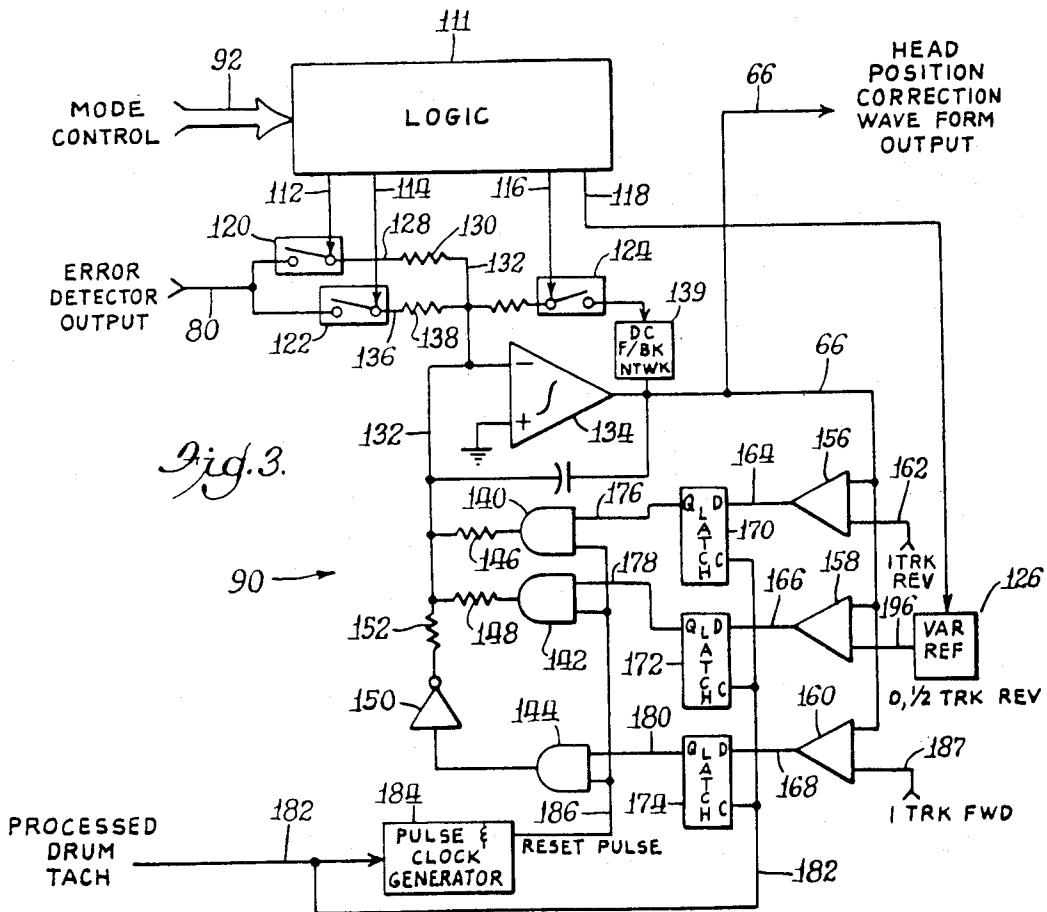 111
92
MODE
CONTROL
LOGIC
66
HEAD
POSITION
CORRECTION
WAVE FORM
OUTPUT
112
114
116
118
120
128
130
132
124
ERROR
DETECTOR
OUTPUT
80
122
136
138
139
DC
F/BK
NTWK
66
132
134
Fig. 3.
140
176
164
156
162
Q LATCH D C
170
1 TRK
REV
146
178
158
90
166
196
126
152
148
142
172
Q LATCH D C
VAR
REF
0, 1/2 TRK REV
150
144
180
160
187
Q LATCH D C
168
174
1 TRK FWD
184
186
PROCESSED
DRUM
TACH
182
PULSE &
CLOCK
GENERATOR
RESET PULSE
182